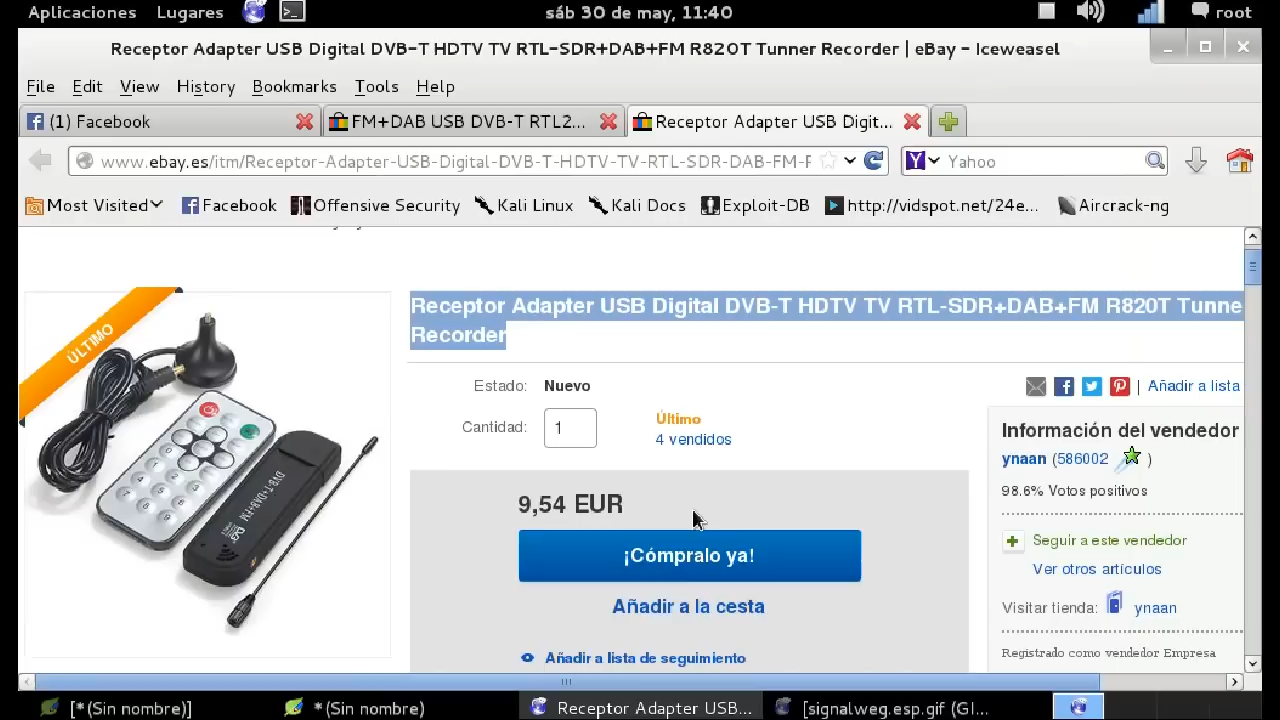 Aplicaciones Lugares sáb 30 de may, 11:40 root
Receptor Adapter USB Digital DVB-T HDTV TV RTL-SDR+DAB+FM R820T Tunner Recorder | eBay - Iceweasel
File Edit View History Bookmarks Tools Help
(1) Facebook FM+DAB USB DVB-T RTL2... Receptor Adapter USB Digit...
www.ebay.es/itm/Receptor-Adapter-USB-Digital-DVB-T-HDTV-TV-RTL-SDR-DAB-FM-F Yahoo
Most Visited Facebook Offensive Security Kali Linux Kali Docs Exploit-DB http://vidspot.net/24e... Aircrack-ng
ÚLTIMO
DVB-T+DAB+FM
Receptor Adapter USB Digital DVB-T HDTV TV RTL-SDR+DAB+FM R820T Tunne
Recorder
Estado: Nuevo
Cantidad: 1
Último
4 vendidos
9,54 EUR
¡Cómpralo ya!
Añadir a la cesta
Añadir a lista de seguimiento
| Añadir a lista
Información del vendedor
ynaan (586002 )
98.6% Votos positivos
Seguir a este vendedor
Ver otros artículos
Visitar tienda: ynaan
Registrado como vendedor Empresa
[*(Sin nombre)] *(Sin nombre) Receptor Adapter USB... [signalweg.esp.gif (GI...